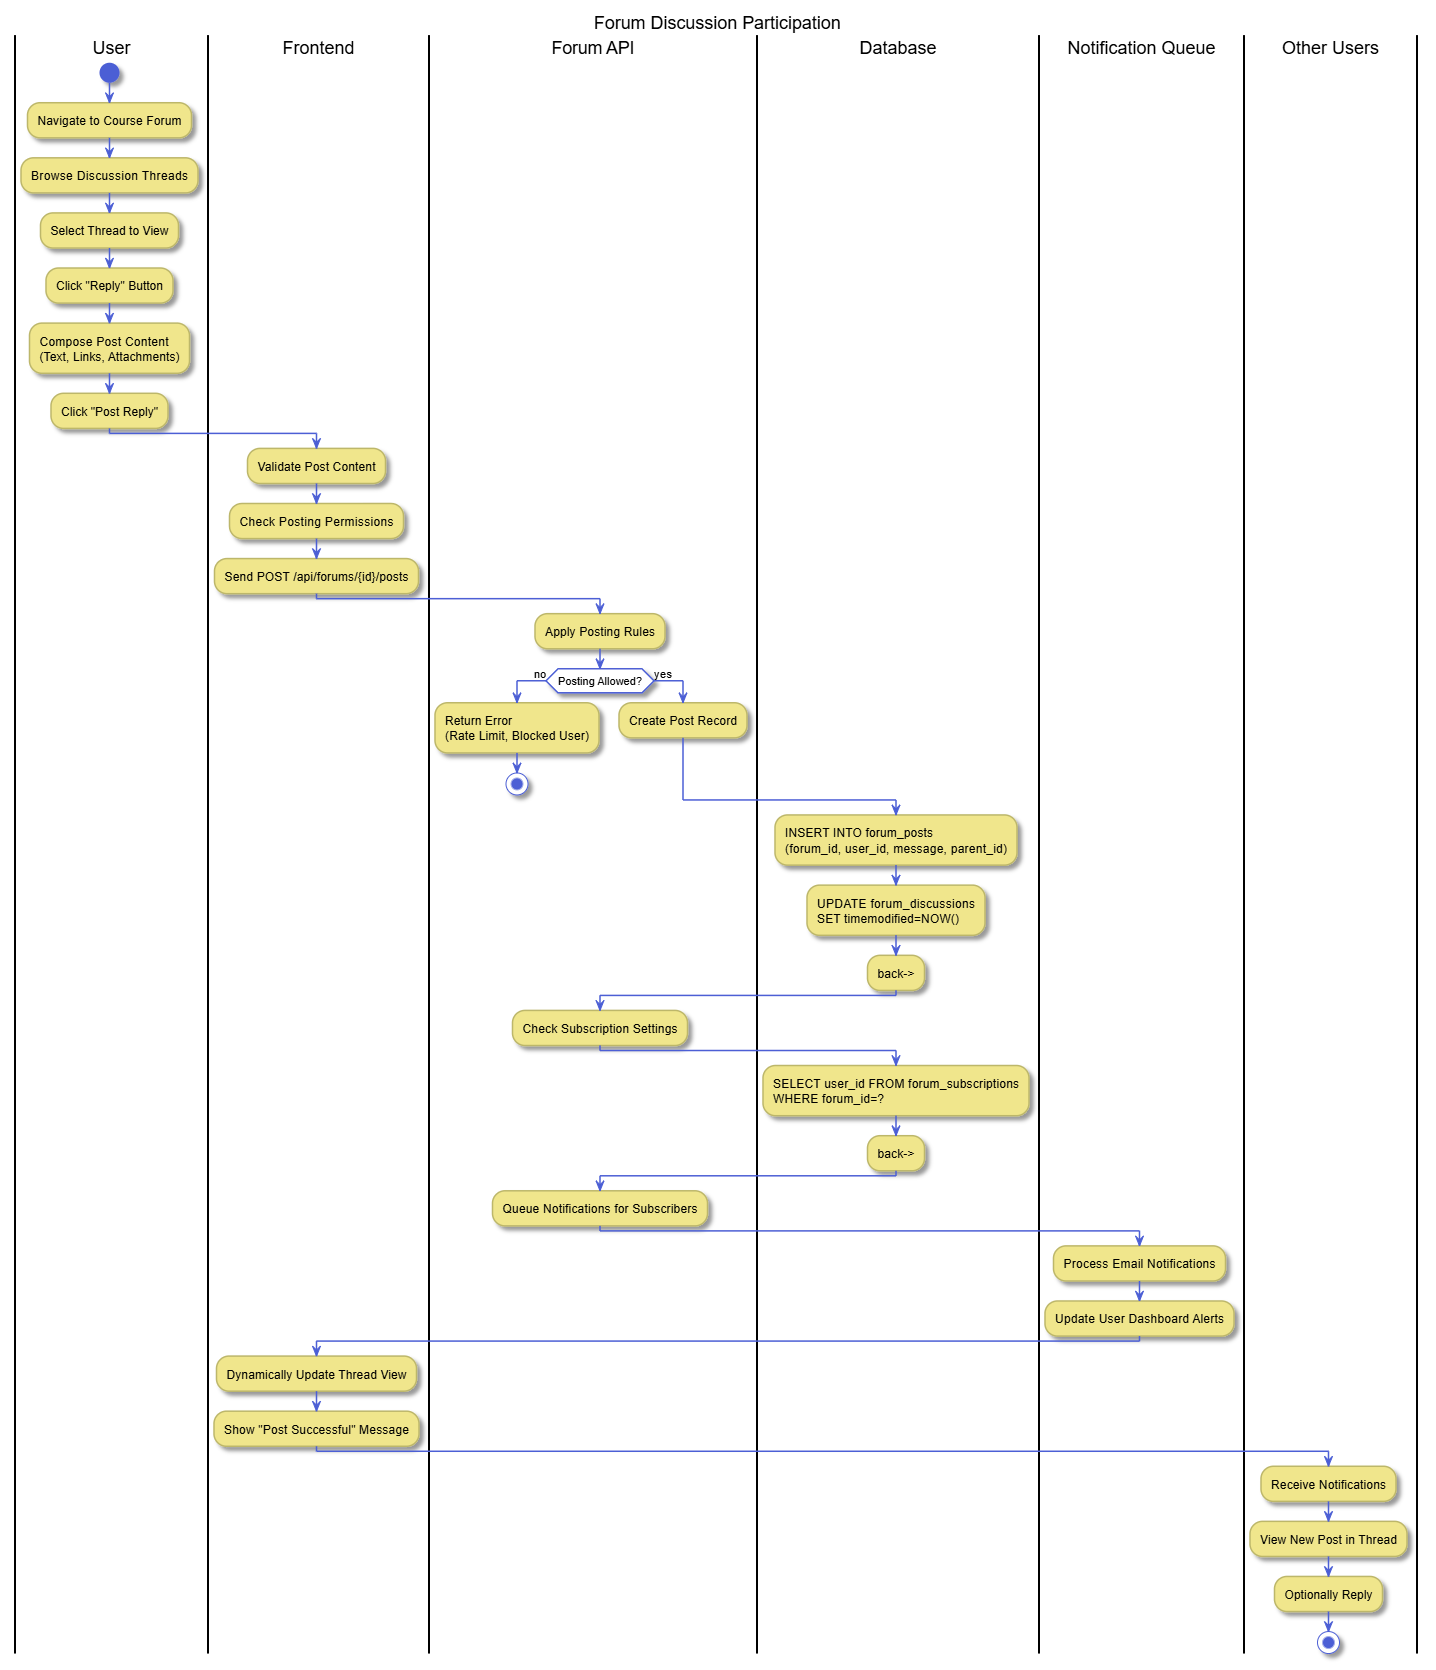 Forum Discussion Participation
User
Frontend
Forum API
Database
Notification Queue
Other Users
Navigate to Course Forum
Browse Discussion Threads
Select Thread to View
Click "Reply" Button
Compose Post Content
(Text, Links, Attachments)
Click "Post Reply"
Validate Post Content
Check Posting Permissions
Send POST /api/forums/{id}/posts
Apply Posting Rules
no
Posting Allowed?
yes
Return Error
(Rate Limit, Blocked User)
Create Post Record
INSERT INTO forum_posts
(forum_id, user_id, message, parent_id)
UPDATE forum_discussions
SET timemodified=NOW()
back->
Check Subscription Settings
SELECT user_id FROM forum_subscriptions
WHERE forum_id=?
back->
Queue Notifications for Subscribers
Process Email Notifications
Update User Dashboard Alerts
Dynamically Update Thread View
Show "Post Successful" Message
Receive Notifications
View New Post in Thread
Optionally Reply